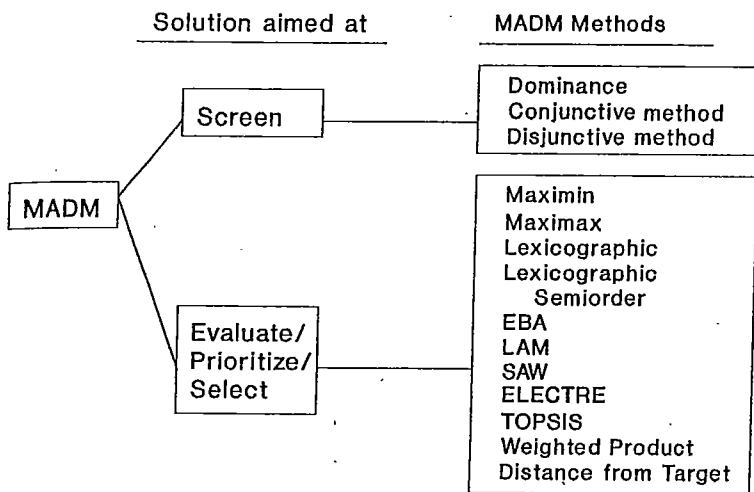 Solution aimed at
MADM Methods
MADM
Screen
Dominance
Conjunctive method
Disjunctive method
Evaluate/
Prioritize/
Select
Maximin
Maximax
Lexicographic
Lexicographic
Semiorder
EBA
LAM
SAW
ELECTRE
TOPSIS
Weighted Product
Distance from Target